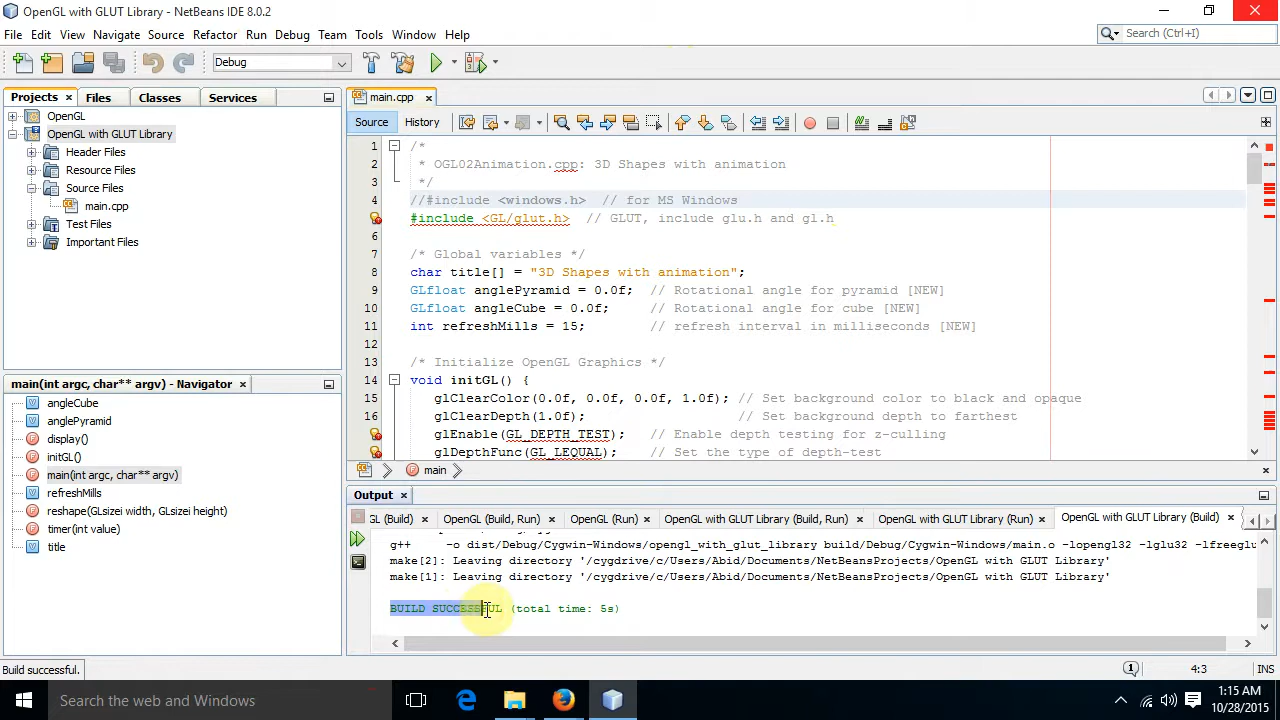 OpenGL with GLUT Library - NetBeans IDE 8.0.2
File Edit View Navigate Source Refactor Run Debug Team Tools Window Help
Search (Ctrl+I)
Debug
Projects Files Classes Services
OpenGL
OpenGL with GLUT Library
Header Files
Resource Files
Source Files
main.cpp
Test Files
Important Files
main(int argc, char** argv) - Navigator
angleCube
anglePyramid
display()
initGL()
main(int argc, char** argv)
refreshMills
reshape(GLsizei width, GLsizei height)
timer(int value)
title
main.cpp
Source History
1 /*
2 * OGL02Animation.cpp: 3D Shapes with animation
3 */
4 //#include <windows.h> // for MS Windows
#include <GL/glut.h> // GLUT, include glu.h and gl.h
6
7 /* Global variables */
8 char title[] = "3D Shapes with animation";
9 GLfloat anglePyramid = 0.0f; // Rotational angle for pyramid [NEW]
10 GLfloat angleCube = 0.0f; // Rotational angle for cube [NEW]
11 int refreshMills = 15; // refresh interval in milliseconds [NEW]
12
13 /* Initialize OpenGL Graphics */
14 void initGL() {
15 glClearColor(0.0f, 0.0f, 0.0f, 1.0f); // Set background color to black and opaque
16 glClearDepth(1.0f); // Set background depth to farthest
glEnable(GL_DEPTH_TEST); // Enable depth testing for z-culling
glDepthFunc(GL_LEQUAL); // Set the type of depth-test
main
Output
GL (Build) OpenGL (Build, Run) OpenGL (Run) OpenGL with GLUT Library (Build, Run) OpenGL with GLUT Library (Run) OpenGL with GLUT Library (Build)
g++ -o dist/Debug/Cygwin-Windows/opengl_with_glut_library build/Debug/Cygwin-Windows/main.o -lopengl32 -lglu32 -lfreeglu
make[2]: Leaving directory '/cygdrive/c/Users/Abid/Documents/NetBeansProjects/OpenGL with GLUT Library'
make[1]: Leaving directory '/cygdrive/c/Users/Abid/Documents/NetBeansProjects/OpenGL with GLUT Library'
BUILD SUCCESSFUL (total time: 5s)
Build successful.
4:3 INS
Search the web and Windows
1:15 AM
10/28/2015